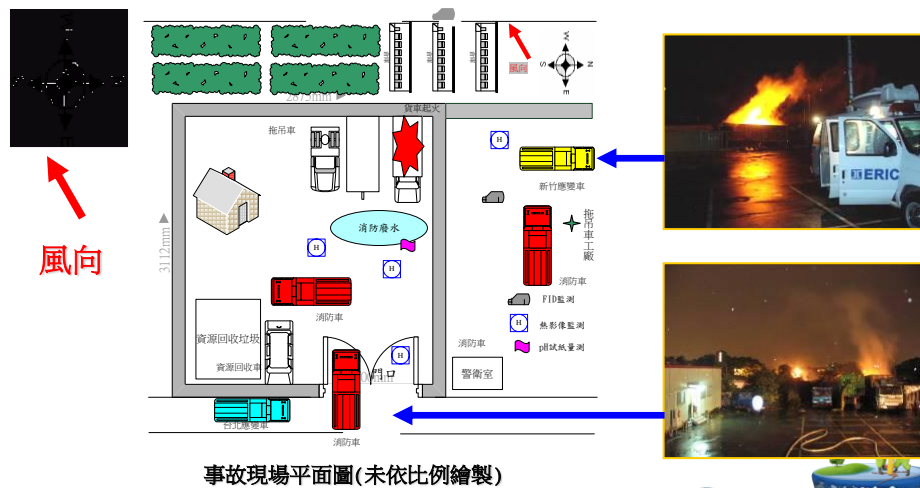 W
N
S
E
風向
風向
2875mm
貨車起火
拖吊車
H
新竹應變車
消防廢水
拖吊車工廠
3112mm
H
H
消防車
FID監測
消防車
H
熱影像監測
資源回收垃圾
消防車
pH試紙量測
資源回收車
H
門口
警衛室
台北應變車
消防車
ERIC
事故現場平面圖(未依比例繪製)